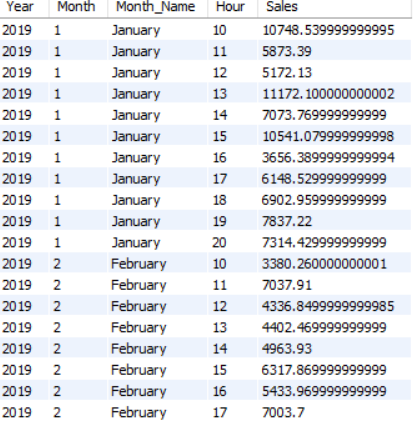 Year Month Month_Name Hour Sales
2019 1 January 10 10748.539999999995
2019 1 January 11 5873.39
2019 1 January 12 5172.13
2019 1 January 13 11172.100000000002
2019 1 January 14 7073.769999999999
2019 1 January 15 10541.079999999998
2019 1 January 16 3656.3899999999994
2019 1 January 17 6148.529999999999
2019 1 January 18 6902.959999999999
2019 1 January 19 7837.22
2019 1 January 20 7314.429999999999
2019 2 February 10 3380.260000000001
2019 2 February 11 7037.91
2019 2 February 12 4336.8499999999985
2019 2 February 13 4402.469999999999
2019 2 February 14 4963.93
2019 2 February 15 6317.869999999999
2019 2 February 16 5433.969999999999
2019 2 February 17 7003.7